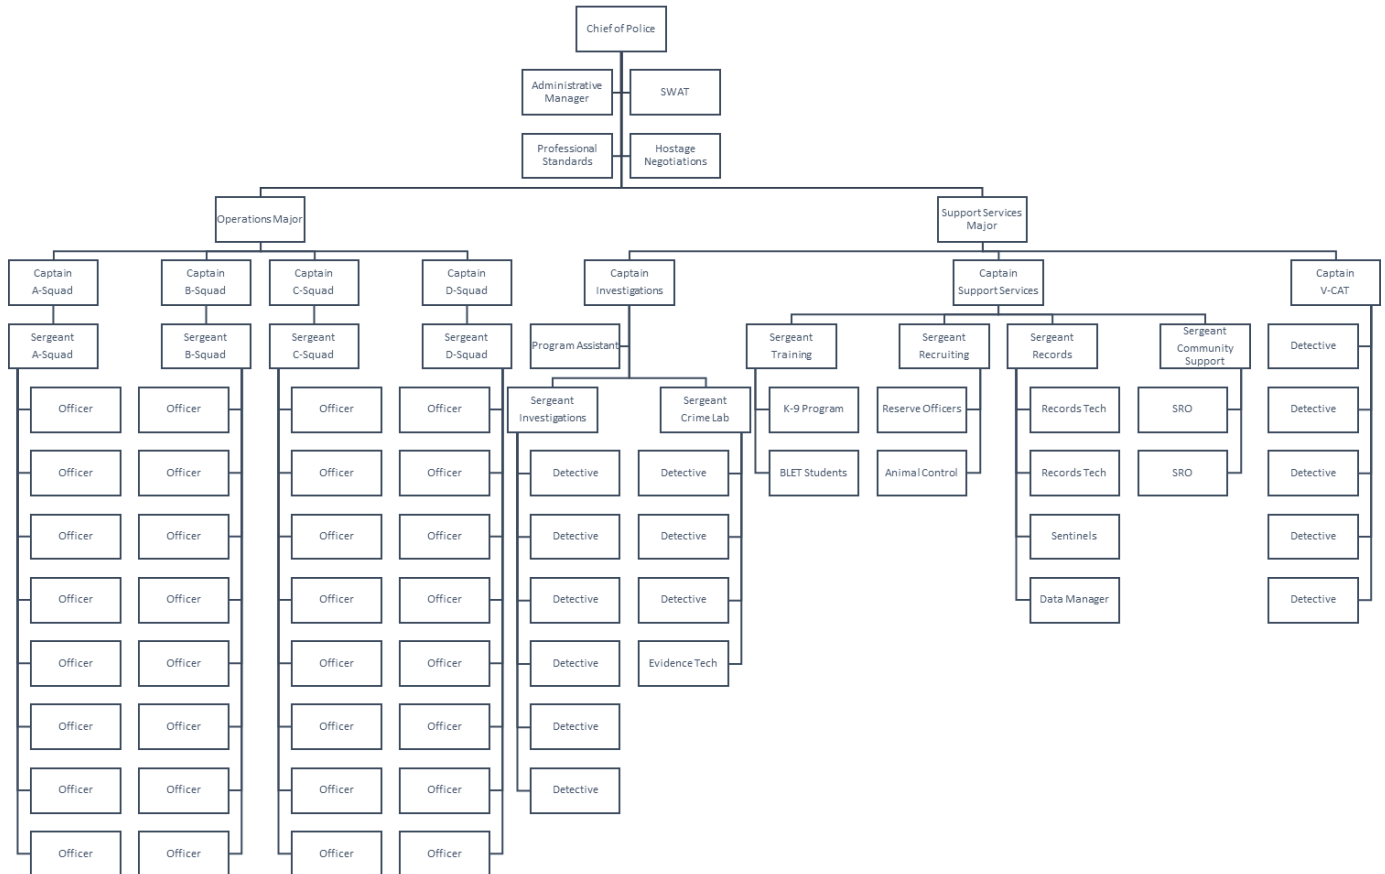 Chief of Police
Administrative
Manager
SWAT
Professional
Standards
Hostage
Negotiations
Operations Major
Support Services
Major
Captain
A-Squad
Captain
B-Squad
Captain
C-Squad
Captain
D-Squad
Captain
Investigations
Captain
Support Services
Captain
V-CAT
Sergeant
A-Squad
Sergeant
B-Squad
Sergeant
C-Squad
Sergeant
D-Squad
Program Assistant
Sergeant
Training
Sergeant
Recruiting
Sergeant
Records
Sergeant
Community
Support
Detective
Officer
Officer
Officer
Officer
Sergeant
Investigations
Sergeant
Crime Lab
K-9 Program
Reserve Officers
Records Tech
SRO
Detective
Officer
Officer
Officer
Officer
Detective
Detective
BLET Students
Animal Control
Records Tech
SRO
Detective
Officer
Officer
Officer
Officer
Detective
Detective
Sentinels
Detective
Officer
Officer
Officer
Officer
Detective
Detective
Data Manager
Detective
Officer
Officer
Officer
Officer
Detective
Evidence Tech
Officer
Officer
Officer
Officer
Detective
Officer
Officer
Officer
Officer
Detective
Officer
Officer
Officer
Officer